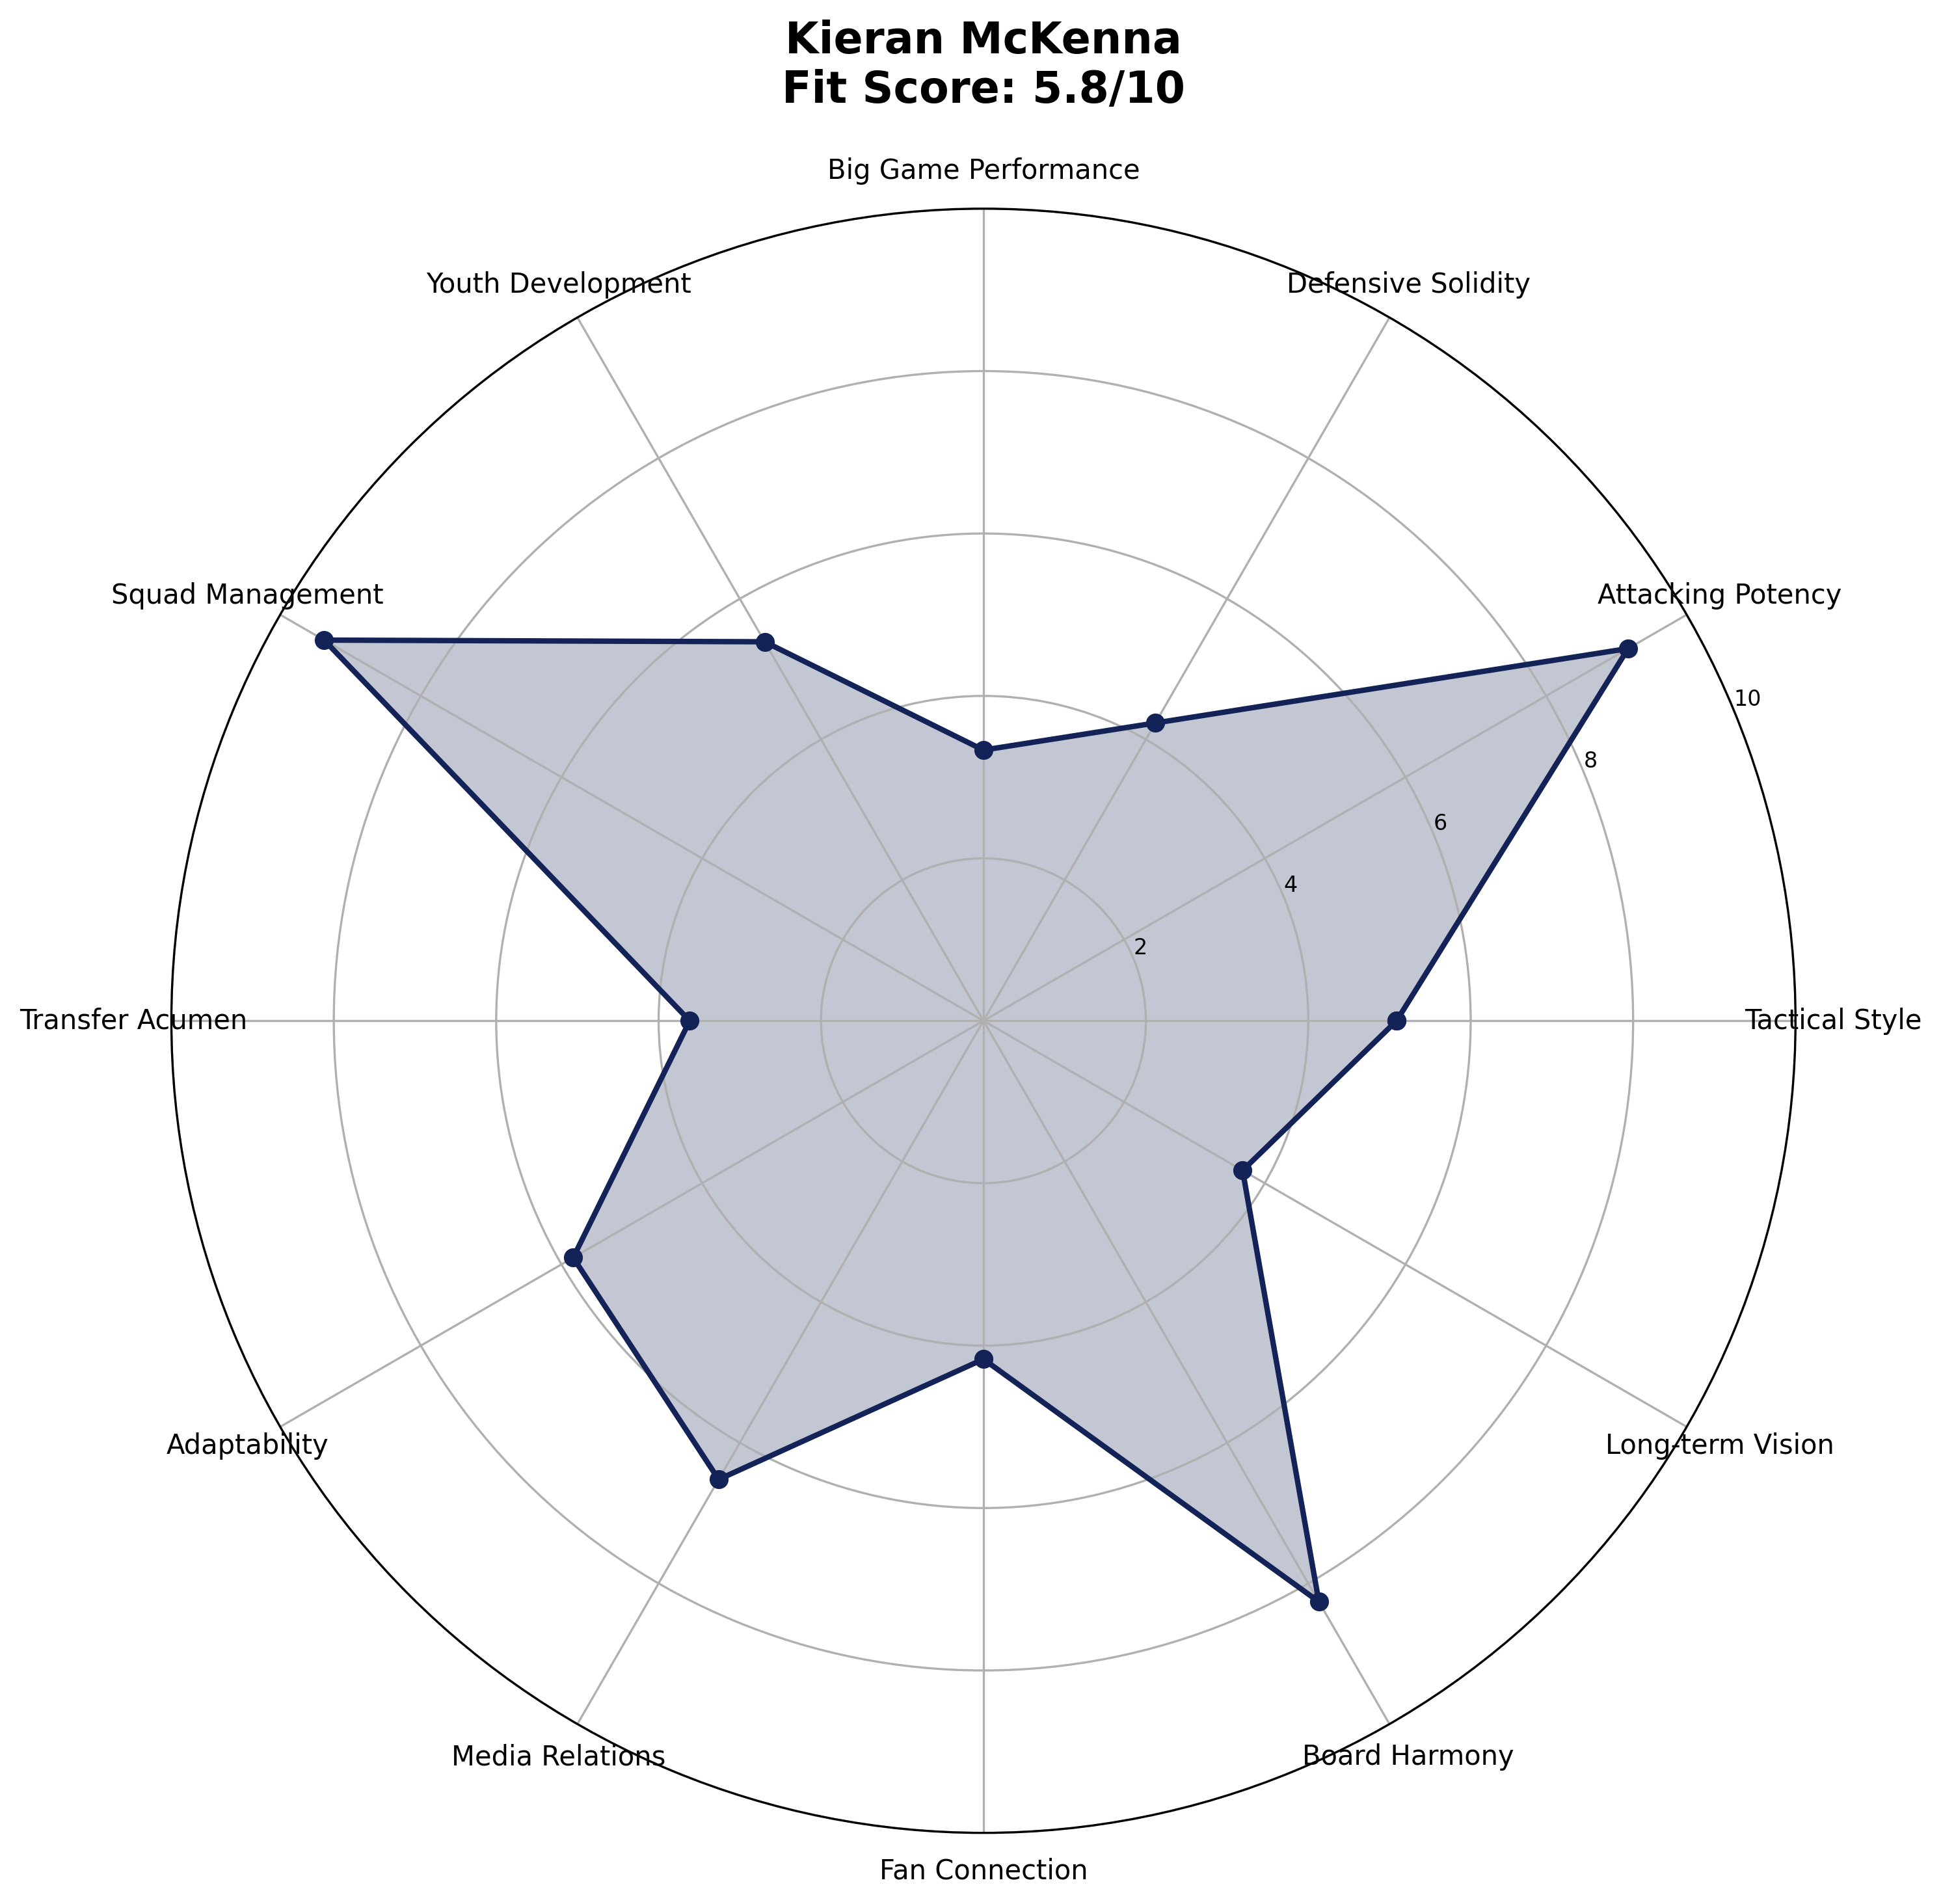 Kieran McKenna
Fit Score: 5.8/10
Big Game Performance
Youth Development
Defensive Solidity
Squad Management
Attacking Potency
10
8
6
4
2
Transfer Acumen
Tactical Style
Adaptability
Long-term Vision
Media Relations
Board Harmony
Fan Connection